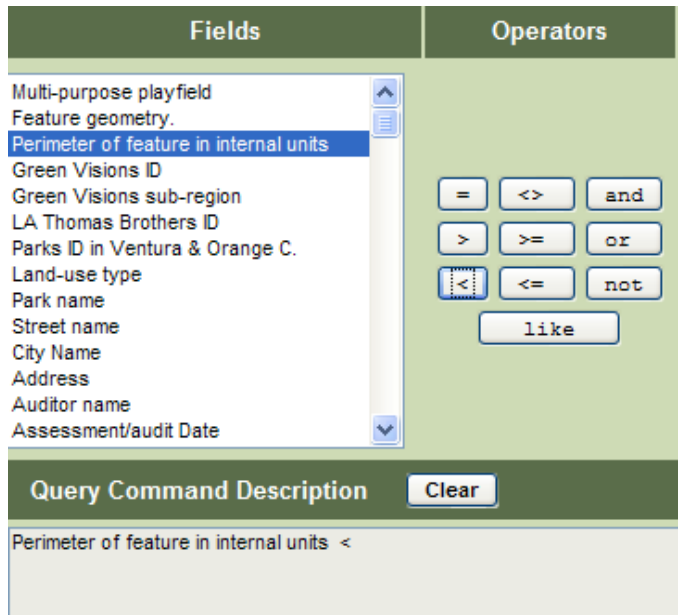 Fields
Operators
Multi-purpose playfield
Feature geometry.
Perimeter of feature in internal units
Green Visions ID
Green Visions sub-region
LA Thomas Brothers ID
Parks ID in Ventura & Orange C.
Land-use type
Park name
Street name
City Name
Address
Auditor name
Assessment/audit Date
= <> and
> >= or
< <= not
like
Query Command Description Clear
Perimeter of feature in internal units <